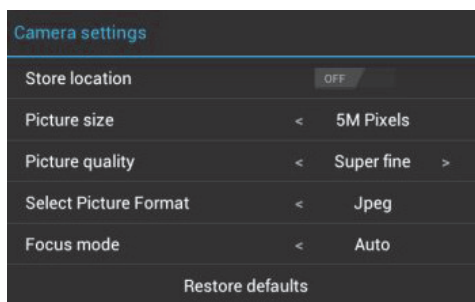 Camera settings
Store location OFF
Picture size < 5M Pixels
Picture quality < Super fine >
Select Picture Format < Jpeg
Focus mode < Auto
Restore defaults